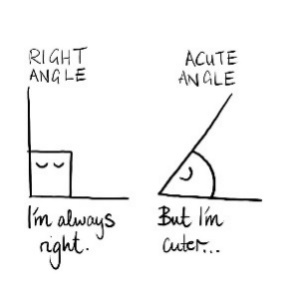 RIGHT
ANGLE
I'm always
right.
ACUTE
ANGLE
But I'm
cuter...